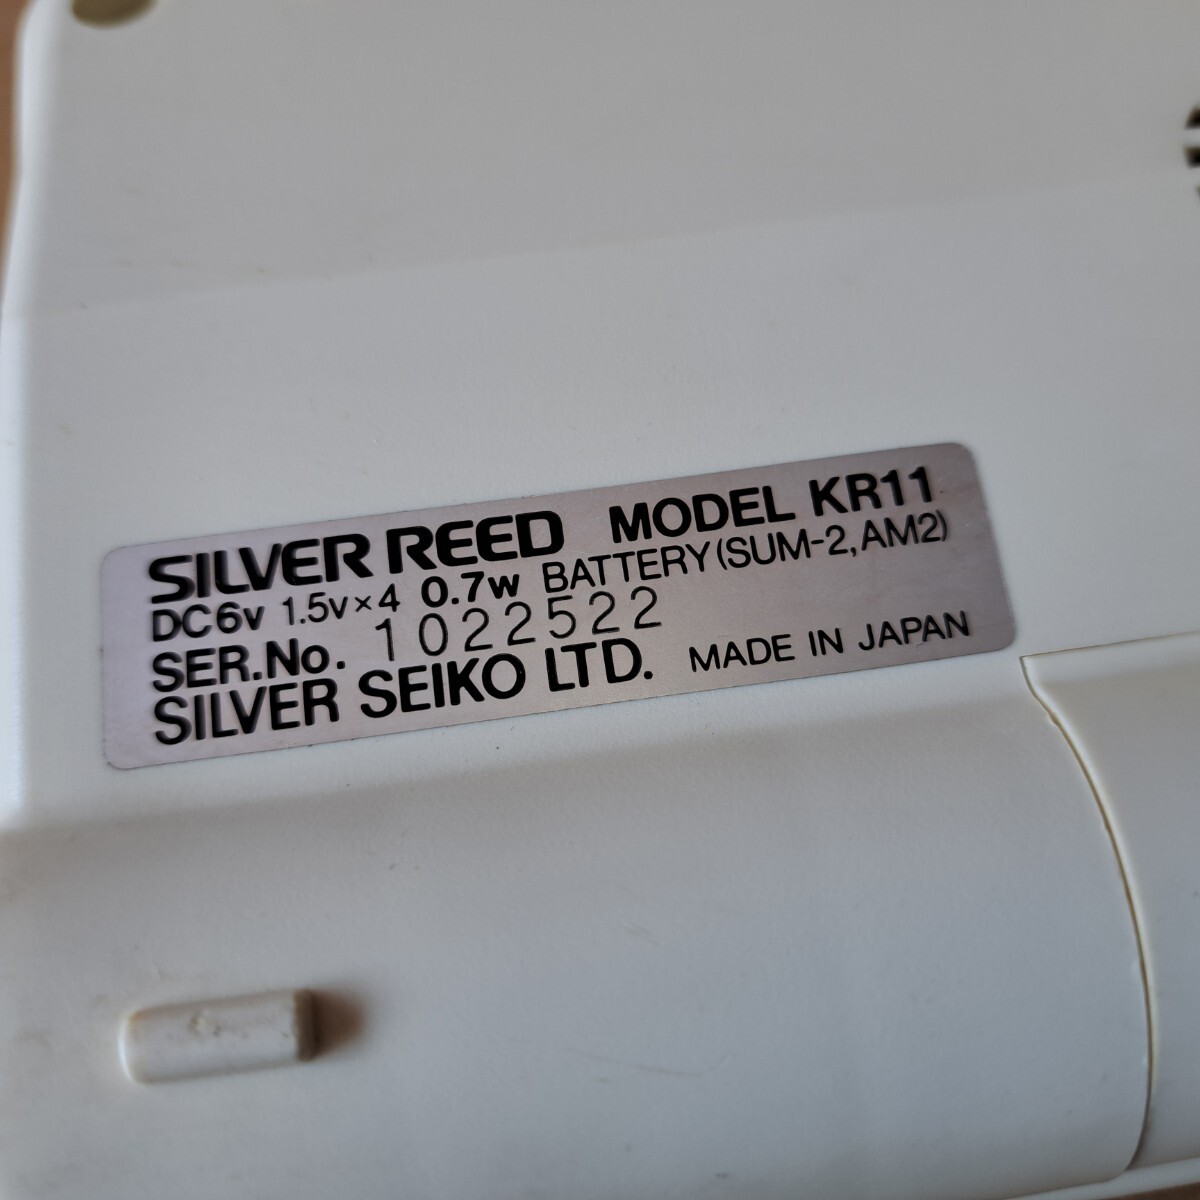 SILVER REED MODEL KR11
DC6v 1.5v×4 0.7w BATTERY(SUM-2,AM2)
SER.No. 1022522
SILVER SEIKO LTD. MADE IN JAPAN